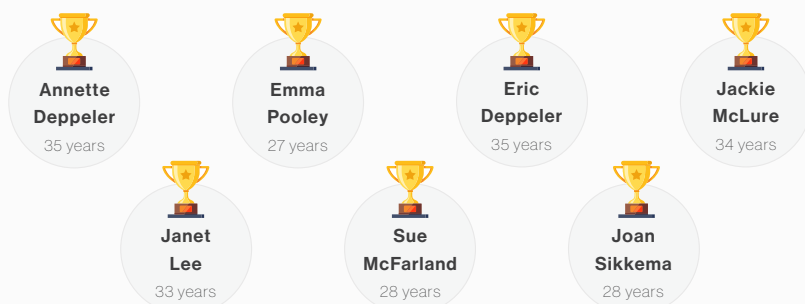 Annette
Deppeler
35 years
Emma
Pooley
27 years
Eric
Deppeler
35 years
Jackie
McLure
34 years
Janet
Lee
33 years
Sue
McFarland
28 years
Joan
Sikkema
28 years